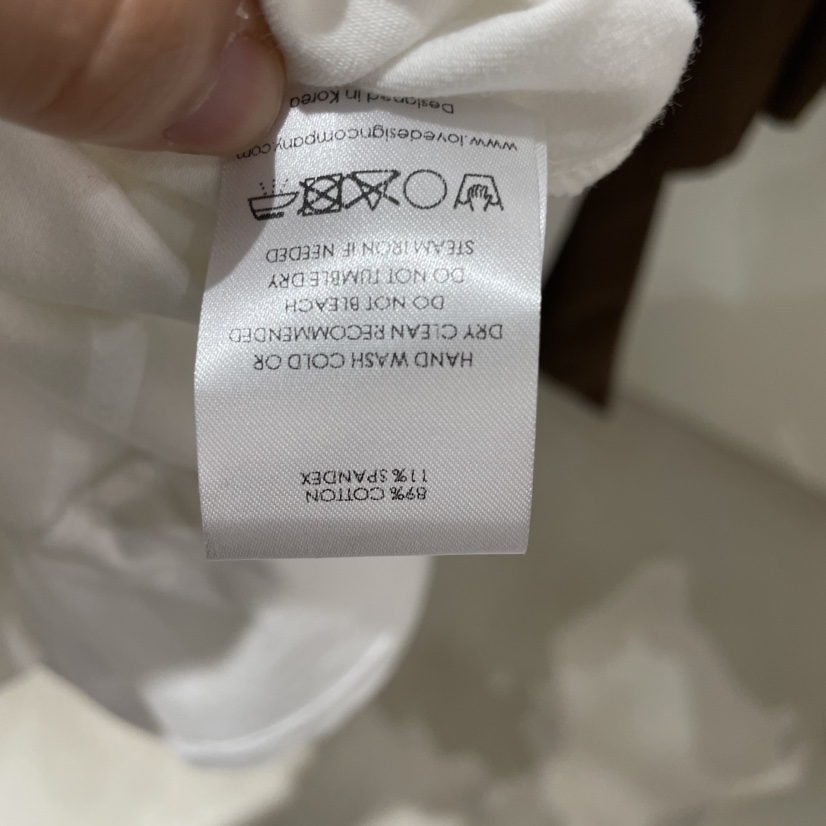 89% COTTON
11% SPANDEX
HAND WASH COLD OR
DRY CLEAN RECOMMENDED
DO NOT BLEACH
DO NOT TUMBLE DRY
STEAM IRON IF NEEDED
www.lovedesigncompany.com
Designed in Korea